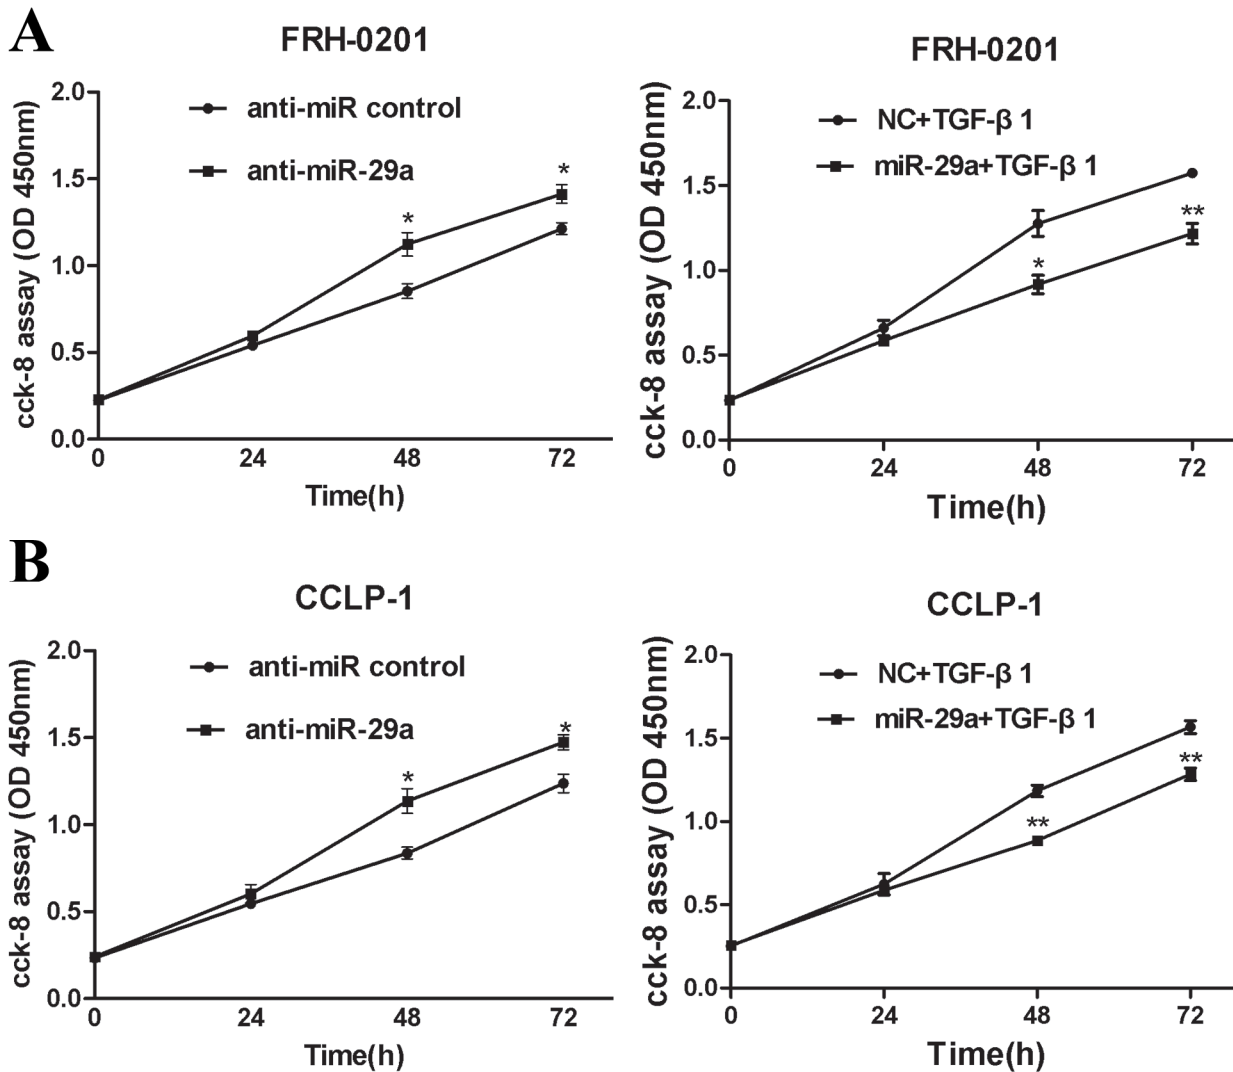 A
FRH-0201
cck-8 assay (OD 450nm)
2.0
1.5
1.0
0.5
0.0
anti-miR control
anti-miR-29a
*
*
0 24 48 72
Time(h)
FRH-0201
cck-8 assay (OD 450nm)
2.0
1.5
1.0
0.5
0.0
NC+TGF-β 1
miR-29a+TGF-β 1
*
**
0 24 48 72
Time(h)
B
CCLP-1
cck-8 assay (OD 450nm)
2.0
1.5
1.0
0.5
0.0
anti-miR control
anti-miR-29a
*
*
0 24 48 72
Time(h)
CCLP-1
cck-8 assay (OD 450nm)
2.0
1.5
1.0
0.5
0.0
NC+TGF-β 1
miR-29a+TGF-β 1
**
**
0 24 48 72
Time(h)